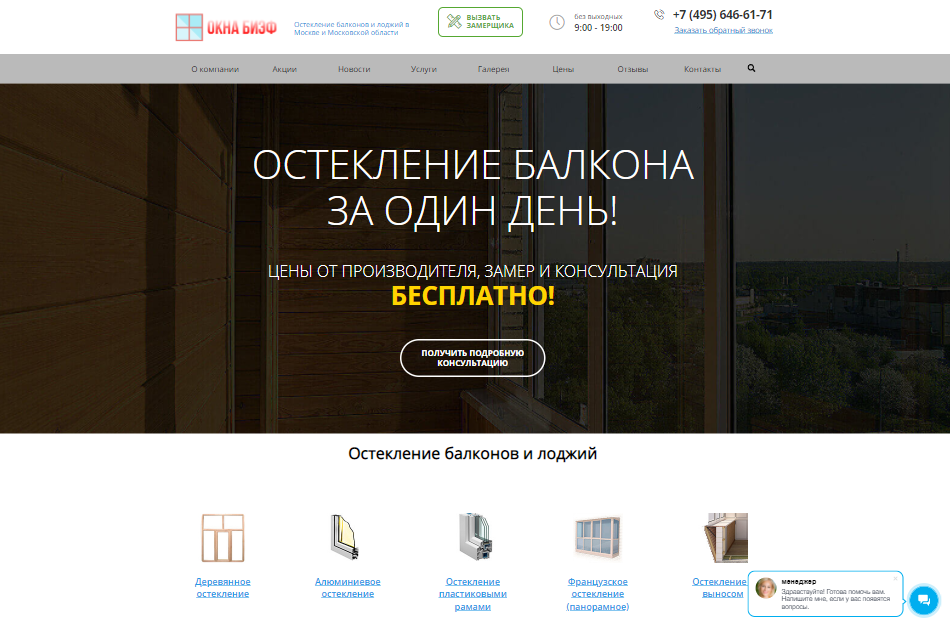 ОКНА БИЭФ
Остекление балконов и лоджий в
Москве и Московской области
ВЫЗВАТЬ
ЗАМЕРЩИКА
без выходных
9:00 - 19:00
+7 (495) 646-61-71
Заказать обратный звонок
О компании Акции Новости Услуги Галерея Цены Отзывы Контакты
ОСТЕКЛЕНИЕ БАЛКОНА
ЗА ОДИН ДЕНЬ!
ЦЕНЫ ОТ ПРОИЗВОДИТЕЛЯ, ЗАМЕР И КОНСУЛЬТАЦИЯ
БЕСПЛАТНО!
ПОЛУЧИТЬ ПОДРОБНУЮ
КОНСУЛЬТАЦИЮ
Остекление балконов и лоджий
Деревянное
остекление
Алюминиевое
остекление
Остекление
пластиковыми
рамами
Французское
остекление
(панорамное)
Остекление
выносом
менеджер
Здравствуйте! Готова помочь вам.
Напишите мне, если у вас появятся
вопросы.